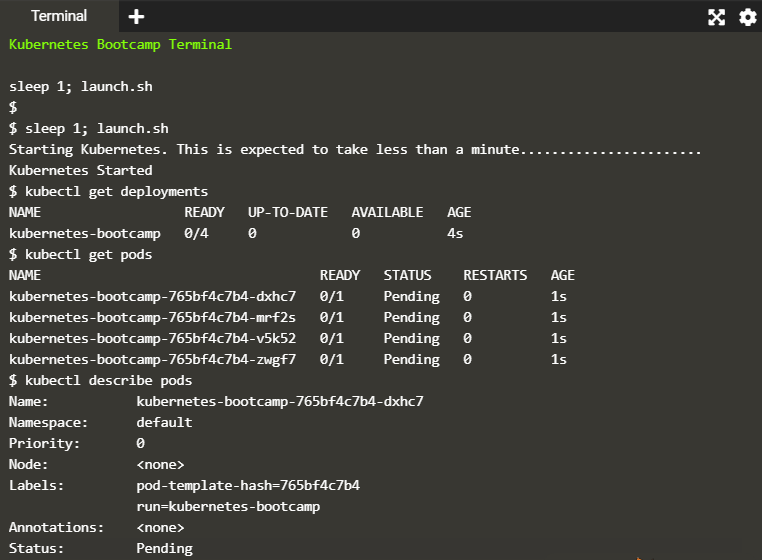 Terminal
Kubernetes Bootcamp Terminal
sleep 1; launch.sh
$
$ sleep 1; launch.sh
Starting Kubernetes. This is expected to take less than a minute.......................
Kubernetes Started
$ kubectl get deployments
NAME READY UP-TO-DATE AVAILABLE AGE
kubernetes-bootcamp 0/4 0 0 4s
$ kubectl get pods
NAME READY STATUS RESTARTS AGE
kubernetes-bootcamp-765bf4c7b4-dxhc7 0/1 Pending 0 1s
kubernetes-bootcamp-765bf4c7b4-mrf2s 0/1 Pending 0 1s
kubernetes-bootcamp-765bf4c7b4-v5k52 0/1 Pending 0 1s
kubernetes-bootcamp-765bf4c7b4-zwgf7 0/1 Pending 0 1s
$ kubectl describe pods
Name: kubernetes-bootcamp-765bf4c7b4-dxhc7
Namespace: default
Priority: 0
Node: <none>
Labels: pod-template-hash=765bf4c7b4
run=kubernetes-bootcamp
Annotations: <none>
Status: Pending